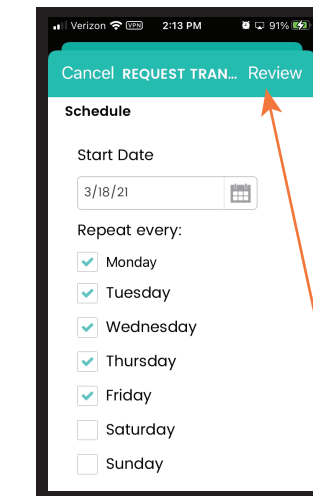 Verizon VPN 2:13 PM 91%
Cancel REQUEST TRAN... Review
Schedule
Start Date
3/18/21
Repeat every:
Monday
Tuesday
Wednesday
Thursday
Friday
Saturday
Sunday